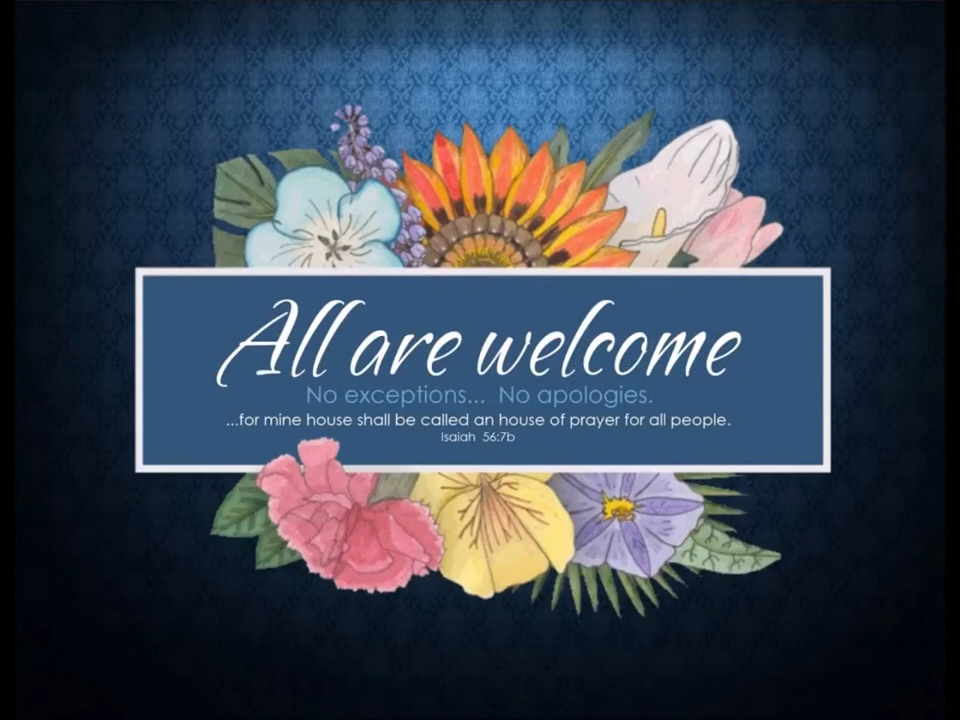 All are welcome
No exceptions... No apologies.
...for mine house shall be called an house of prayer for all people.
Isaiah 56:7b